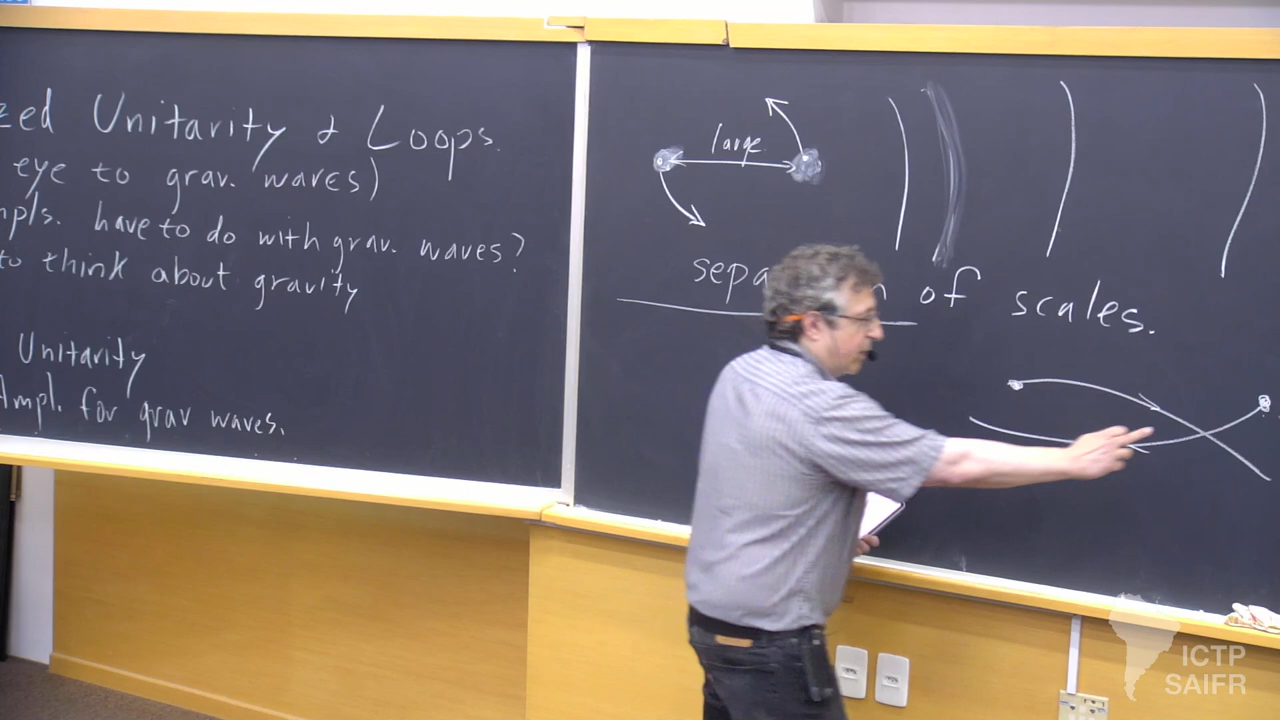 zed Unitarity & Loops.
eye to grav. waves)
mpls. have to do with grav. waves?
to think about gravity
Unitarity
Ampl. for grav waves.
large
sepa n of scales.
ICTP
SAIFR